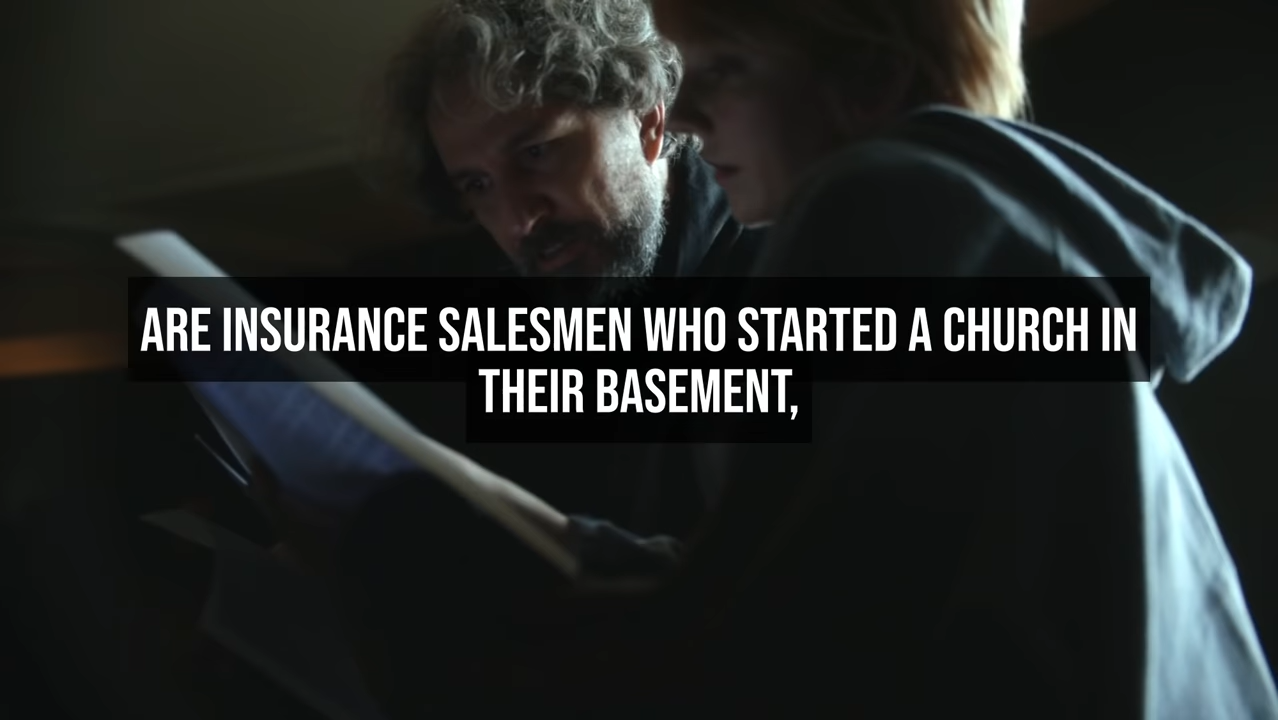 ARE INSURANCE SALESMEN WHO STARTED A CHURCH IN
THEIR BASEMENT,